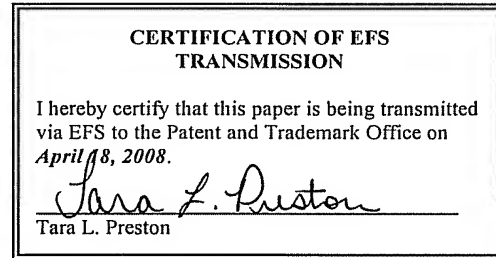 CERTIFICATION OF EFS
TRANSMISSION
I hereby certify that this paper is being transmitted
via EFS to the Patent and Trademark Office on
April 18, 2008.
Tara L. Preston
Tara L. Preston